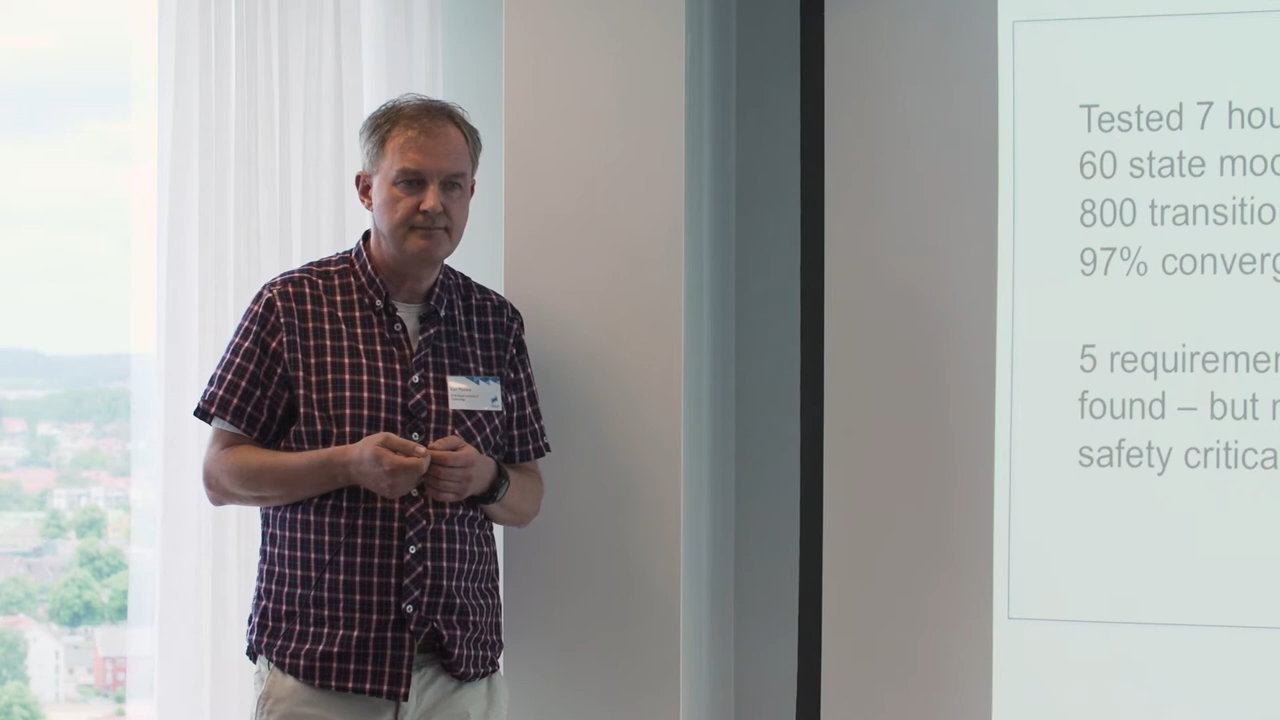 Tested 7 hou
60 state mod
800 transitio
97% converg
5 requiremen
found – but
safety critica